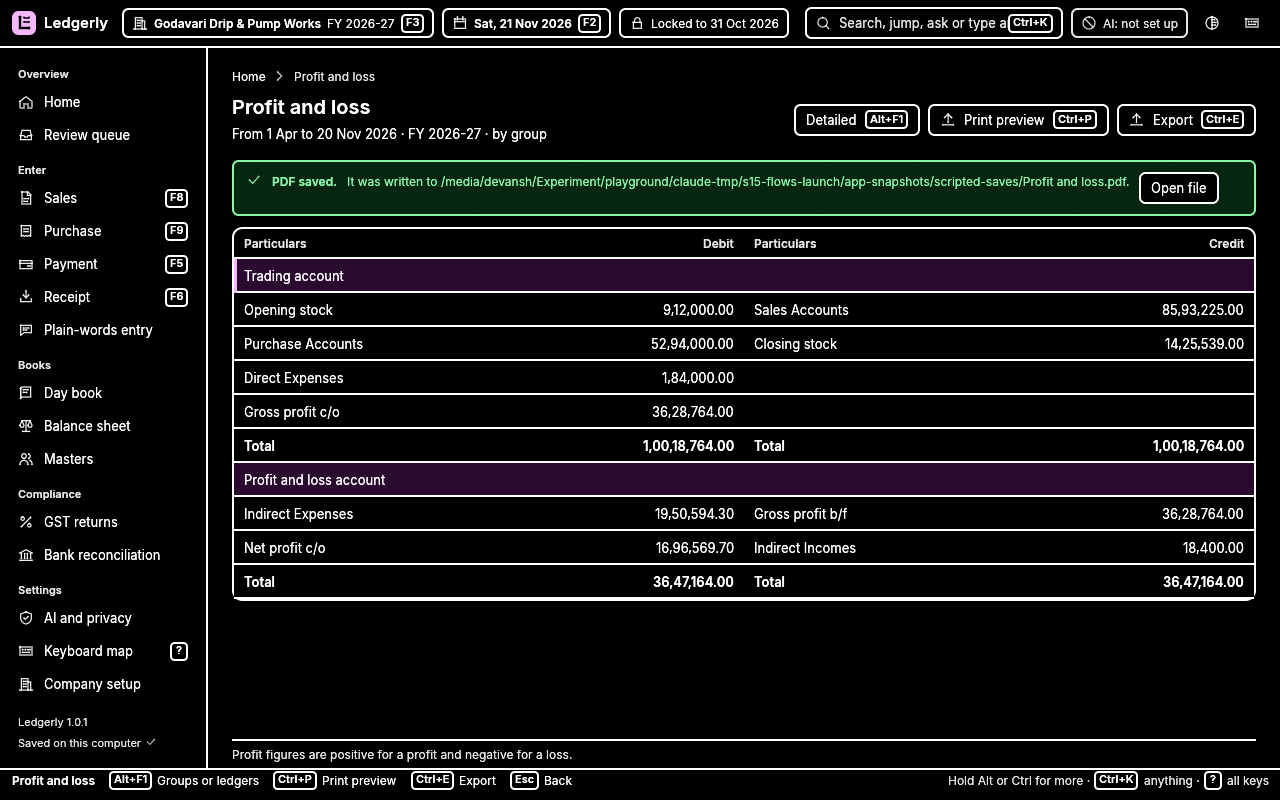 Ledgerly
Godavari Drip & Pump Works FY 2026-27 F3
Sat, 21 Nov 2026 F2
Locked to 31 Oct 2026
Search, jump, ask or type a Ctrl+K
AI: not set up
Overview
Home
Review queue
Enter
Sales F8
Purchase F9
Payment F5
Receipt F6
Plain-words entry
Books
Day book
Balance sheet
Masters
Compliance
GST returns
Bank reconciliation
Settings
AI and privacy
Keyboard map ?
Company setup
Ledgerly 1.0.1
Saved on this computer
Home Profit and loss
Profit and loss
From 1 Apr to 20 Nov 2026 · FY 2026-27 · by group
Detailed Alt+F1
Print preview Ctrl+P
Export Ctrl+E
PDF saved. It was written to /media/devansh/Experiment/playground/claude-tmp/s15-flows-launch/app-snapshots/scripted-saves/Profit and loss.pdf. Open file
Particulars Debit Particulars Credit
Trading account
Opening stock 9,12,000.00 Sales Accounts 85,93,225.00
Purchase Accounts 52,94,000.00 Closing stock 14,25,539.00
Direct Expenses 1,84,000.00
Gross profit c/o 36,28,764.00
Total 1,00,18,764.00 Total 1,00,18,764.00
Profit and loss account
Indirect Expenses 19,50,594.30 Gross profit b/f 36,28,764.00
Net profit c/o 16,96,569.70 Indirect Incomes 18,400.00
Total 36,47,164.00 Total 36,47,164.00
Profit figures are positive for a profit and negative for a loss.
Profit and loss Alt+F1 Groups or ledgers Ctrl+P Print preview Ctrl+E Export Esc Back
Hold Alt or Ctrl for more · Ctrl+K anything · ? all keys